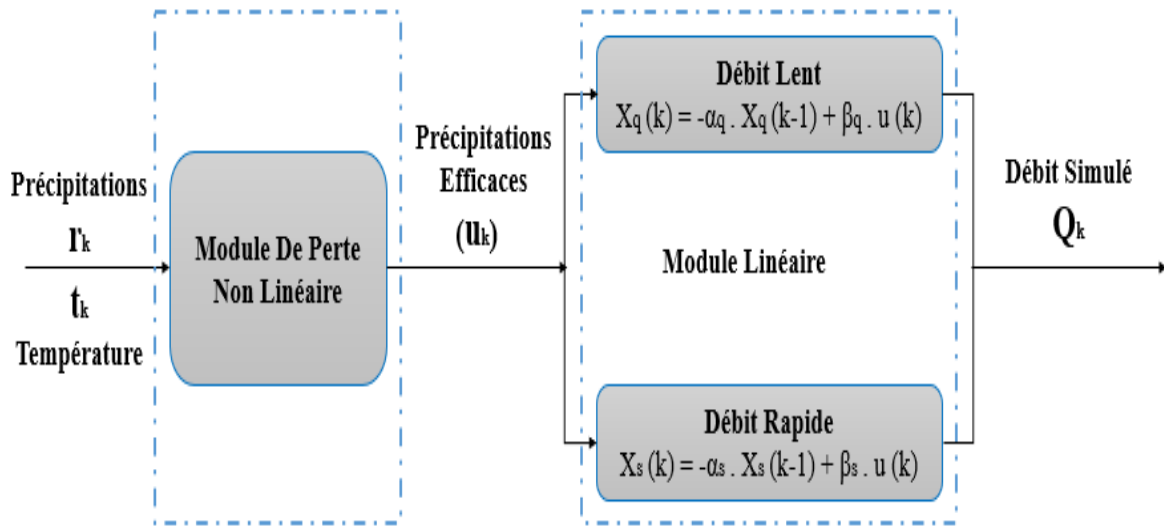 Précipitations
rk
tk
Température
Module De Perte
Non Linéaire
Précipitations
Efficaces
(uk)
Débit Lent
Xq (k) = -αq . Xq (k-1) + βq . u (k)
Module Linéaire
Débit Rapide
Xs (k) = -αs . Xs (k-1) + βs . u (k)
Débit Simulé
Qk